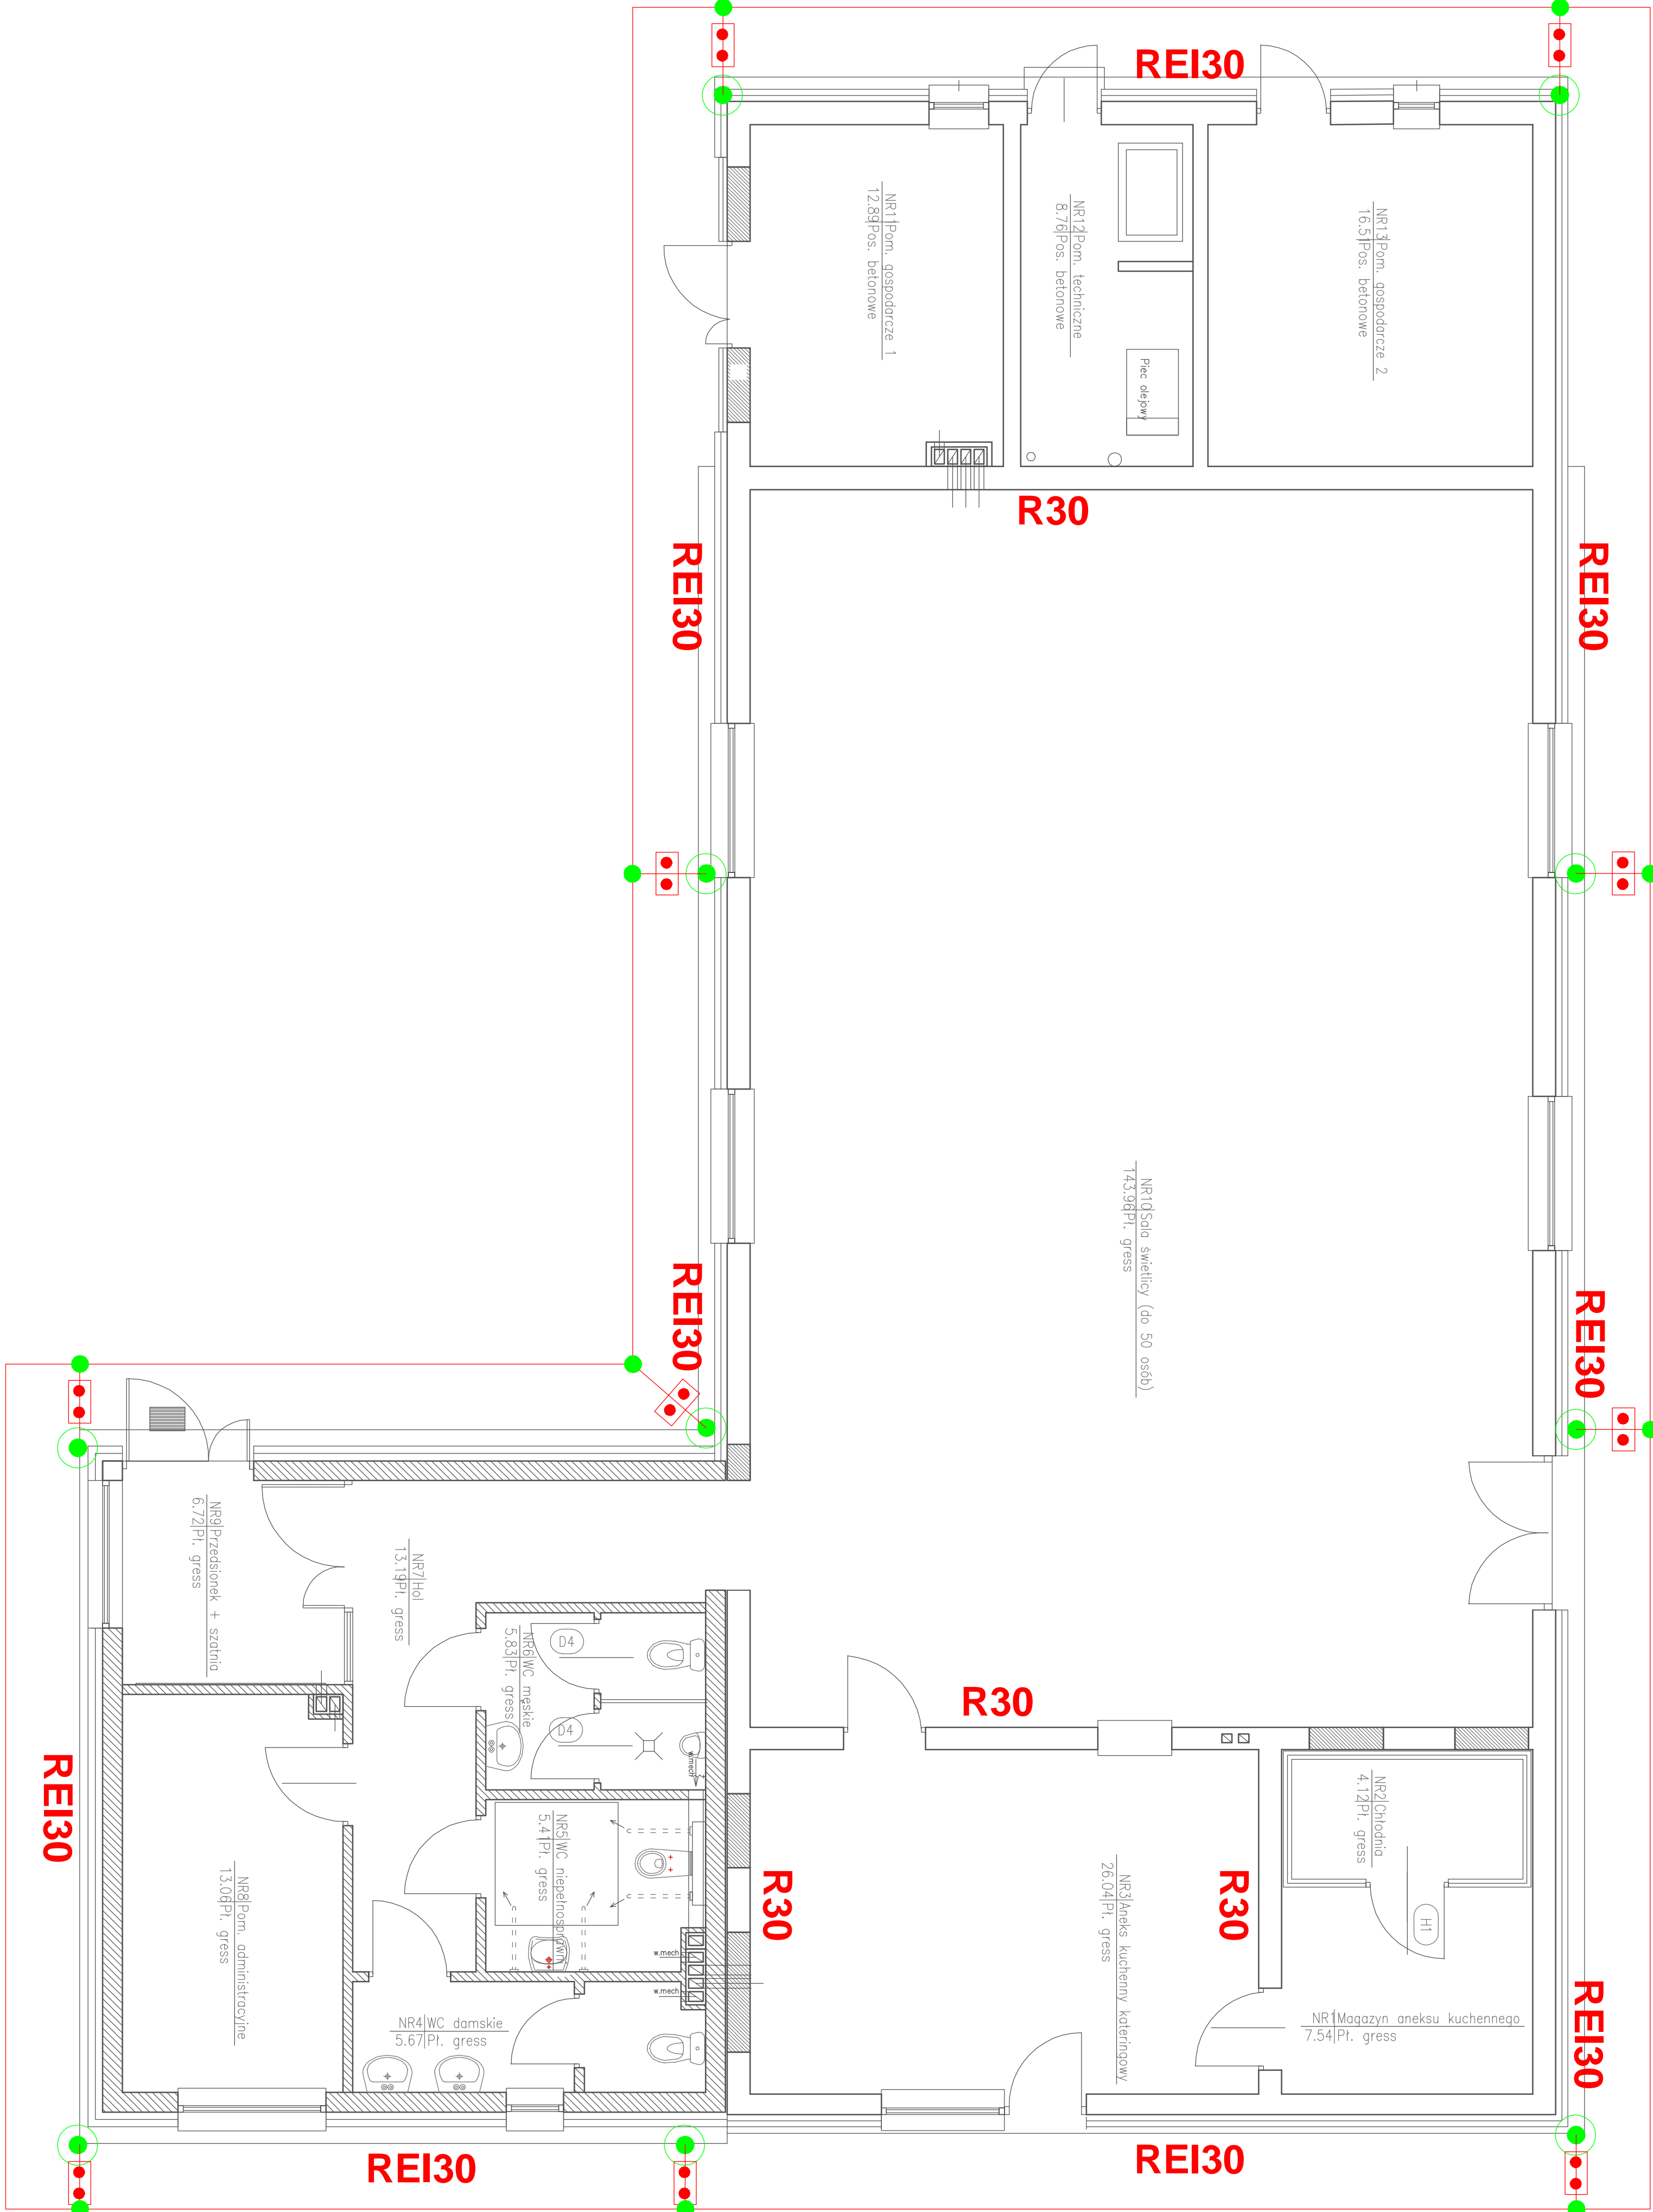 REI30
NR11 Pom. gospodarcze 1
12.89 Pos. betonowe
NR12 Pom. techniczne
8.76 Pos. betonowe
NR13 Pom. gospodarcze 2
16.51 Pos. betonowe
Piec olejowy
R30
REI30
REI30
NR10 Sala świetlicy (do 50 osób)
143.96 Pł. gress
REI30
REI30
NR9 Przedsionek + szatnia
6.72 Pł. gress
NR7 Hol
13.19 Pł. gress
NR6 WC męskie
5.83 Pł. gress
D4
D4
w.mech
R30
REI30
NR8 Pom. administracyjne
13.06 Pł. gress
NR5 WC niepełnosprawni
5.41 Pł. gress
w.mech
w.mech
R30
NR3 Aneks kuchenny kateringowy
26.04 Pł. gress
R30
NR2 Chłodnia
4.12 Pł. gress
H1
NR4 WC damskie
5.67 Pł. gress
NR1 Magazyn aneksu kuchennego
7.54 Pł. gress
REI30
REI30
REI30